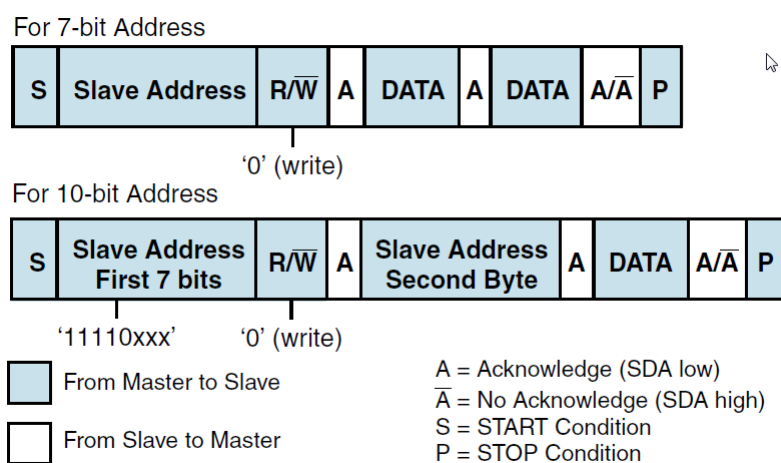 For 7-bit Address
S Slave Address R/W̅ A DATA A DATA A/A̅ P
‘0’ (write)
For 10-bit Address
S Slave Address First 7 bits R/W̅ A Slave Address Second Byte A DATA A/A̅ P
‘11110xxx’ ‘0’ (write)
From Master to Slave
From Slave to Master
A = Acknowledge (SDA low)
A̅ = No Acknowledge (SDA high)
S = START Condition
P = STOP Condition